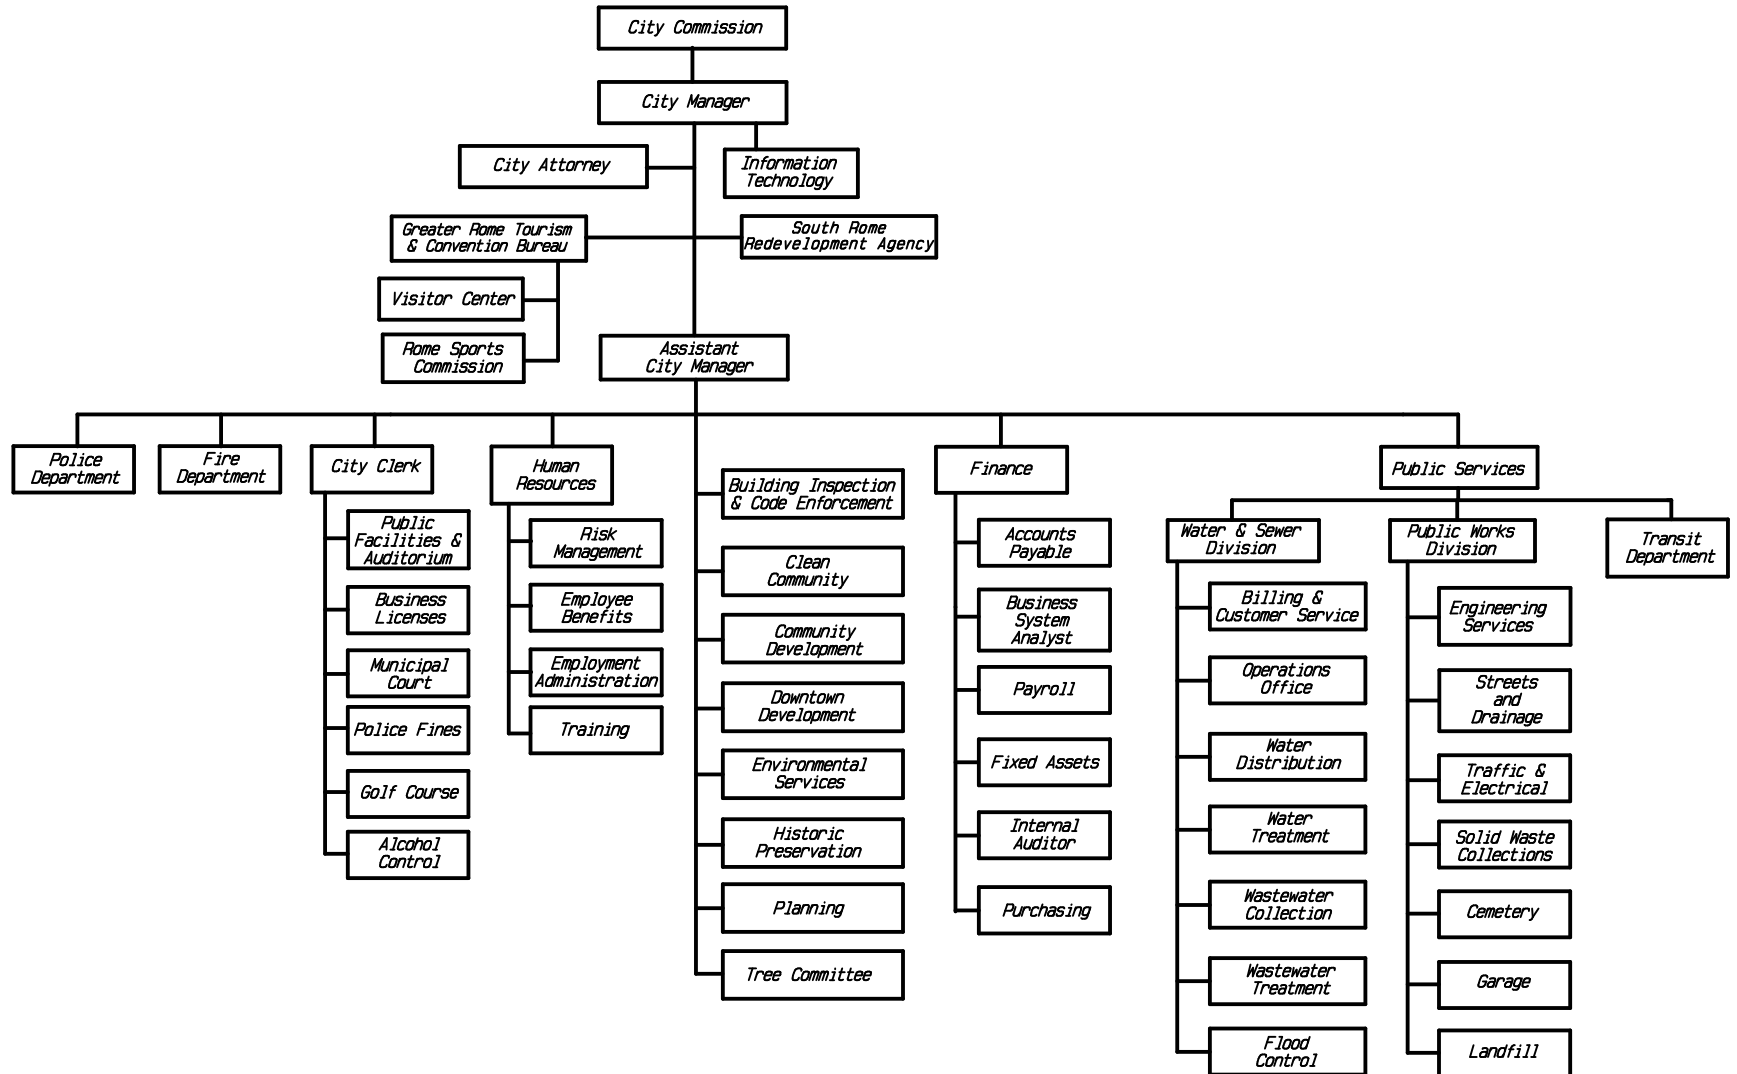 City Commission
City Manager
City Attorney
Information
Technology
Greater Rome Tourism
& Convention Bureau
South Rome
Redevelopment Agency
Visitor Center
Rome Sports
Commission
Assistant
City Manager
Police
Department
Fire
Department
City Clerk
Public
Facilities &
Auditorium
Business
Licenses
Municipal
Court
Police Fines
Golf Course
Alcohol
Control
Human
Resources
Risk
Management
Employee
Benefits
Employment
Administration
Training
Building Inspection
& Code Enforcement
Clean
Community
Community
Development
Downtown
Development
Environmental
Services
Historic
Preservation
Planning
Tree Committee
Finance
Accounts
Payable
Business
System
Analyst
Payroll
Fixed Assets
Internal
Auditor
Purchasing
Public Services
Water & Sewer
Division
Billing &
Customer Service
Operations
Office
Water
Distribution
Water
Treatment
Wastewater
Collection
Wastewater
Treatment
Flood
Control
Public Works
Division
Engineering
Services
Streets
and
Drainage
Traffic &
Electrical
Solid Waste
Collections
Cemetery
Garage
Landfill
Transit
Department